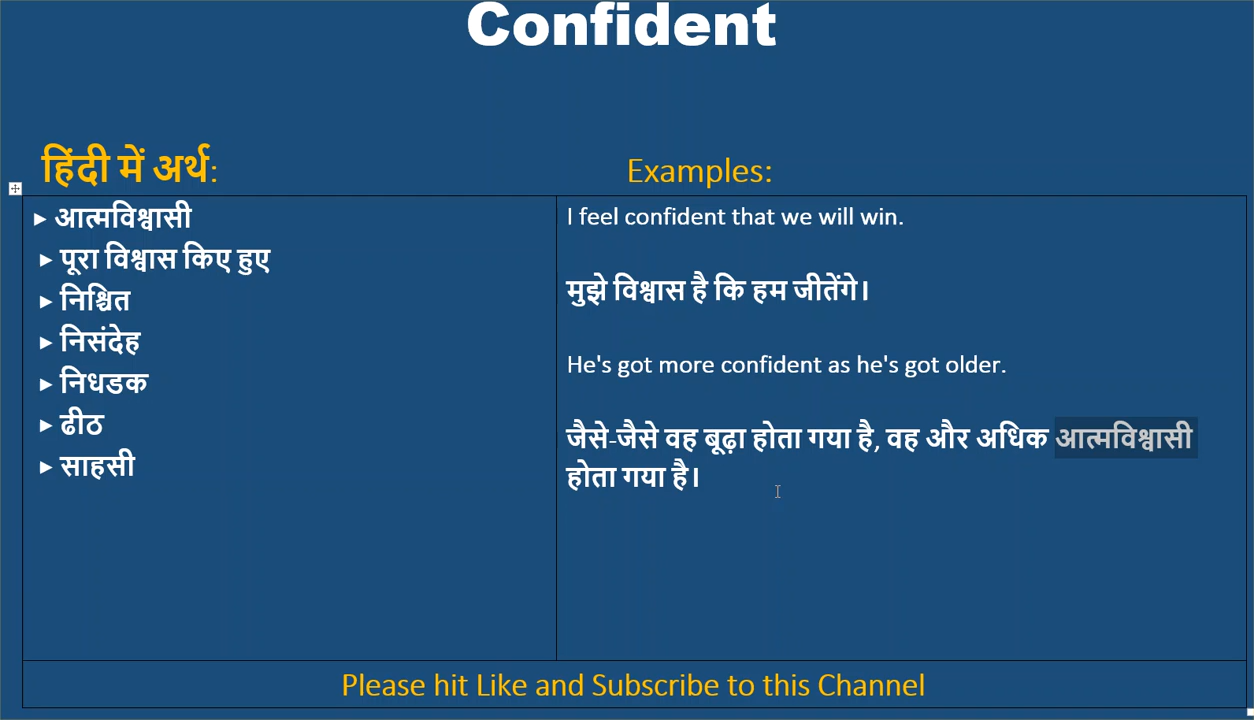 Confident
हिंदी में अर्थ:
Examples:
▸ आत्मविश्वासी
▸ पूरा विश्वास किए हुए
▸ निश्चित
▸ निसंदेह
▸ निधडक
▸ ढीठ
▸ साहसी
I feel confident that we will win.
मुझे विश्वास है कि हम जीतेंगे।
He's got more confident as he's got older.
जैसे-जैसे वह बूढ़ा होता गया है, वह और अधिक आत्मविश्वासी
होता गया है।
Please hit Like and Subscribe to this Channel